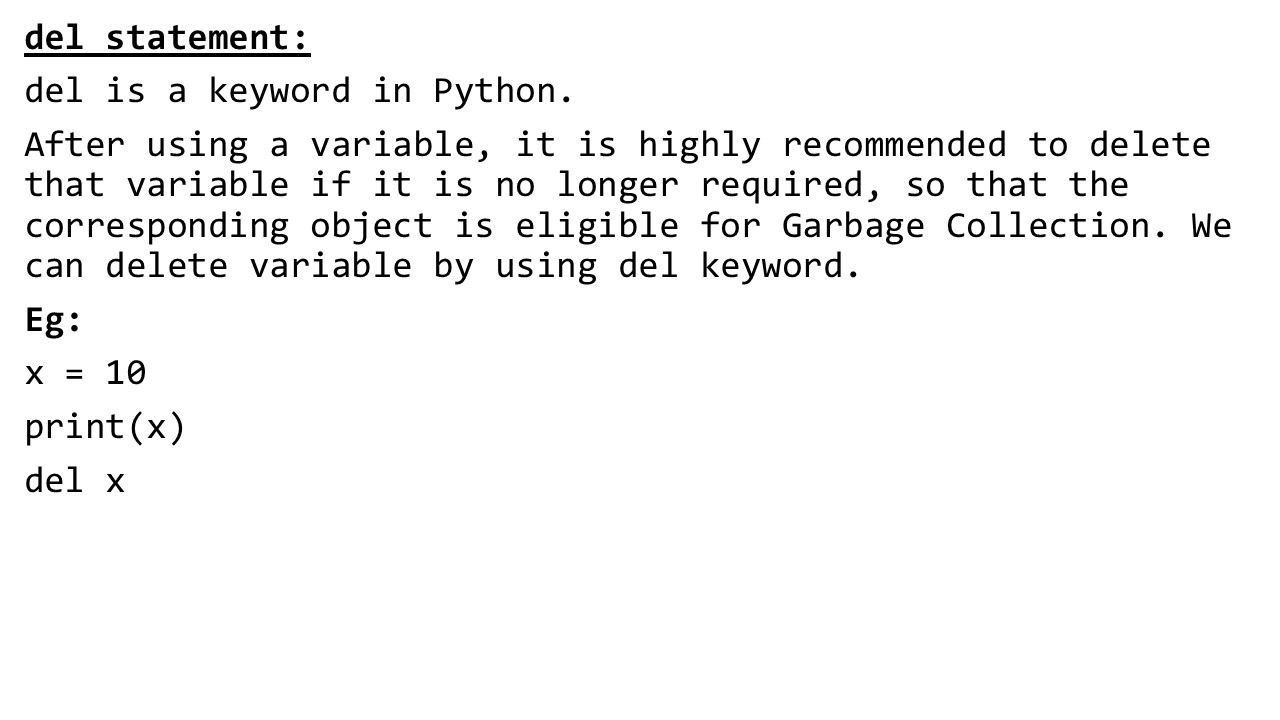 del statement:
del is a keyword in Python.
After using a variable, it is highly recommended to delete
that variable if it is no longer required, so that the
corresponding object is eligible for Garbage Collection. We
can delete variable by using del keyword.
Eg:
x = 10
print(x)
del x